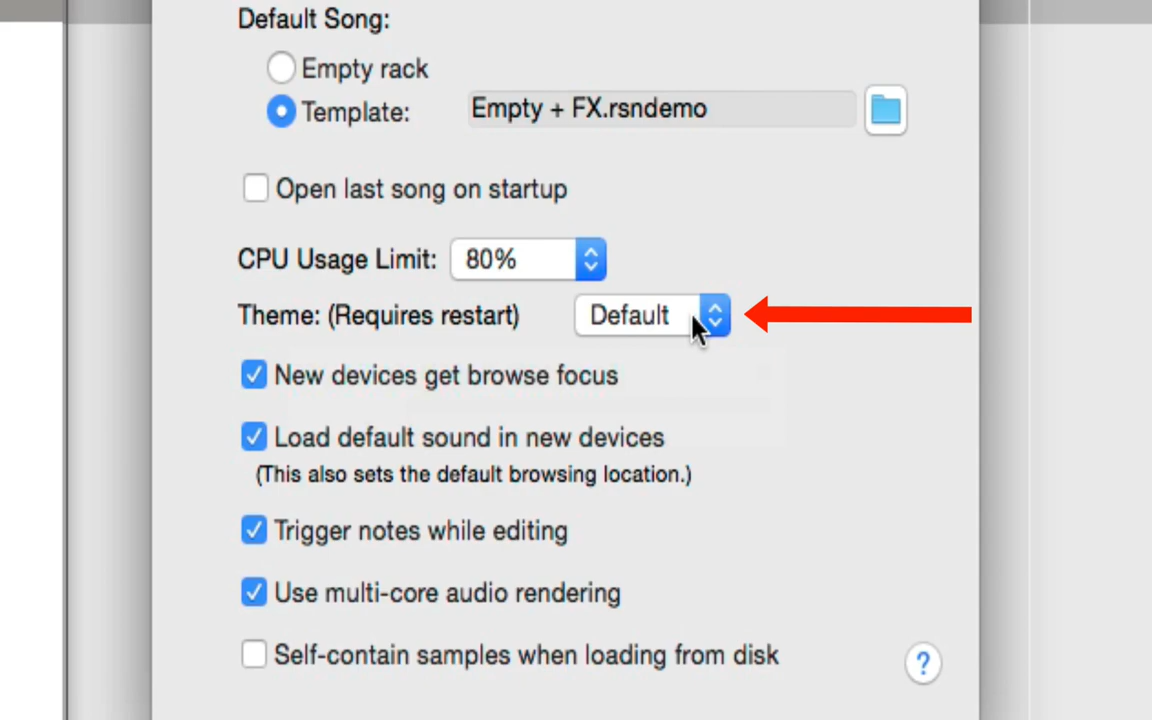 Default Song:
Empty rack
Template: Empty + FX.rsndemo
Open last song on startup
CPU Usage Limit: 80%
Theme: (Requires restart) Default
New devices get browse focus
Load default sound in new devices
(This also sets the default browsing location.)
Trigger notes while editing
Use multi-core audio rendering
Self-contain samples when loading from disk
?